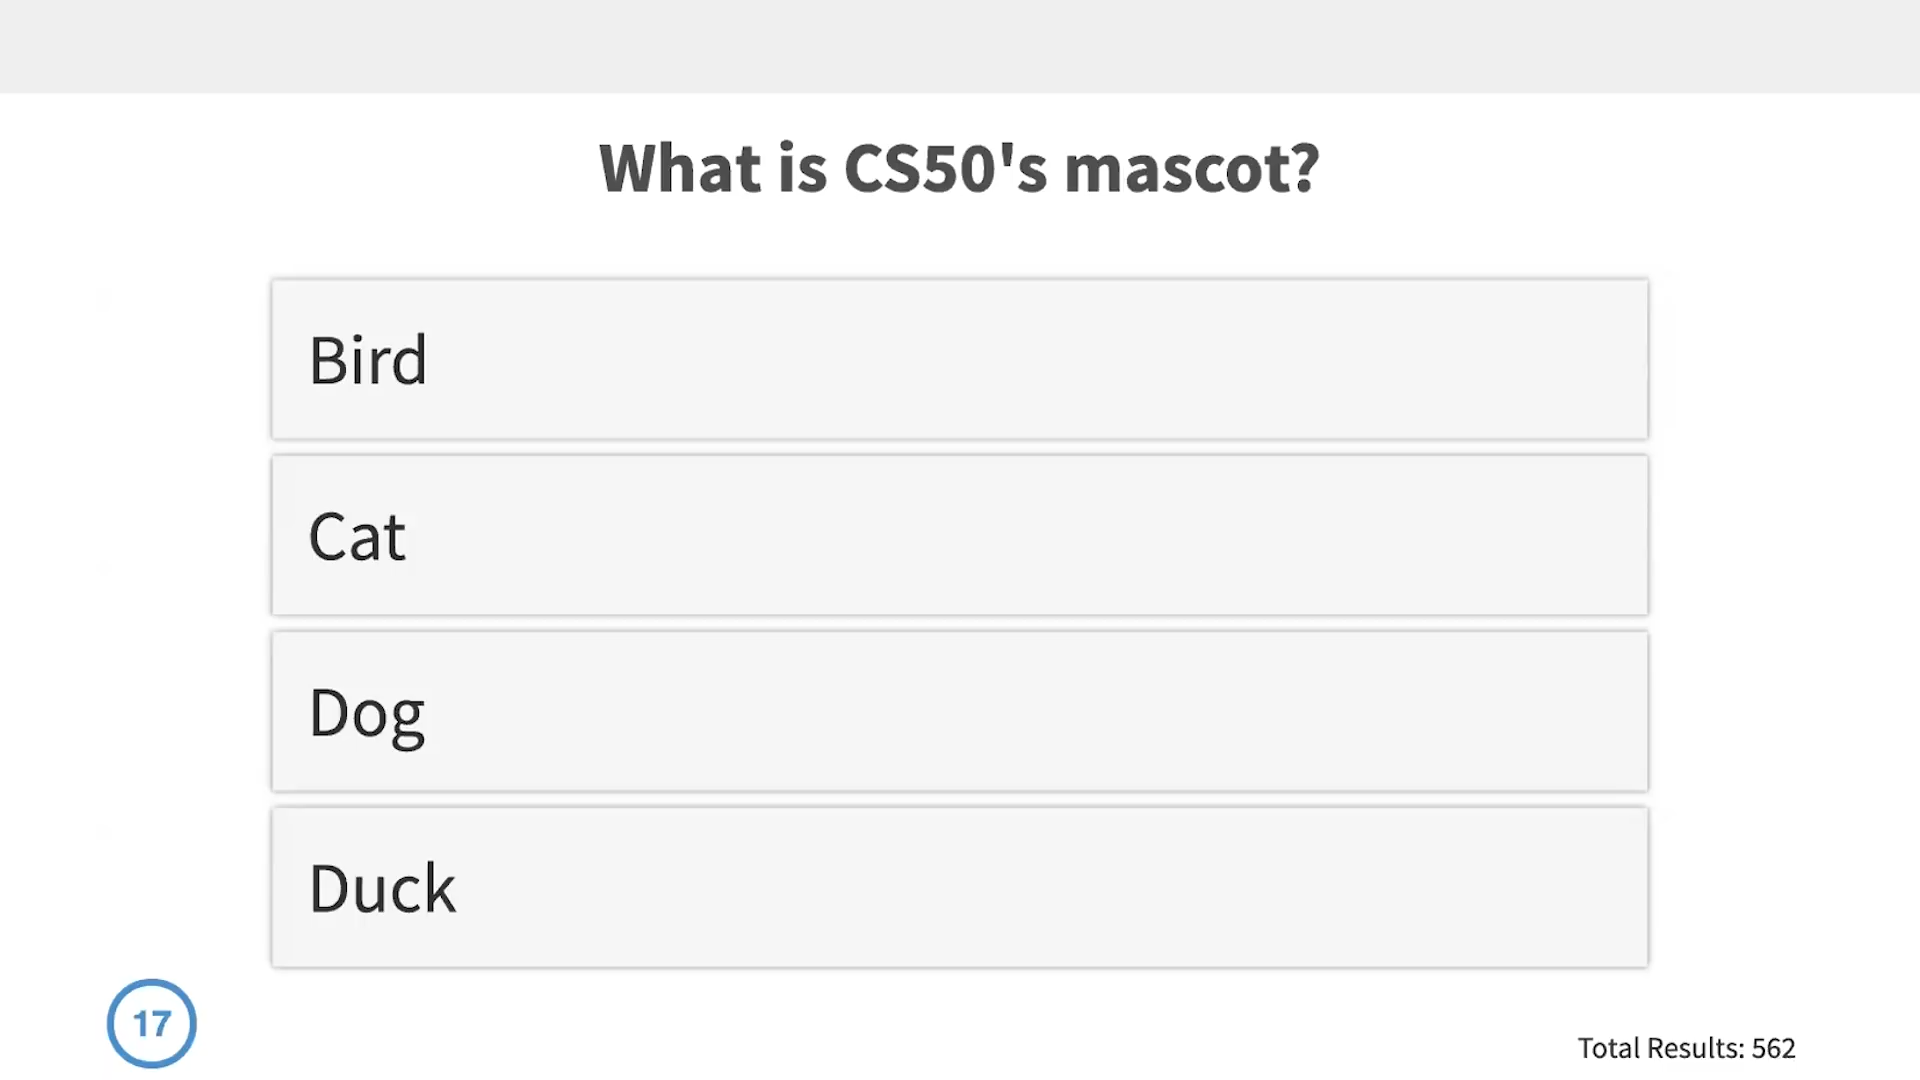 What is CS50's mascot?
Bird
Cat
Dog
Duck
17
Total Results: 562